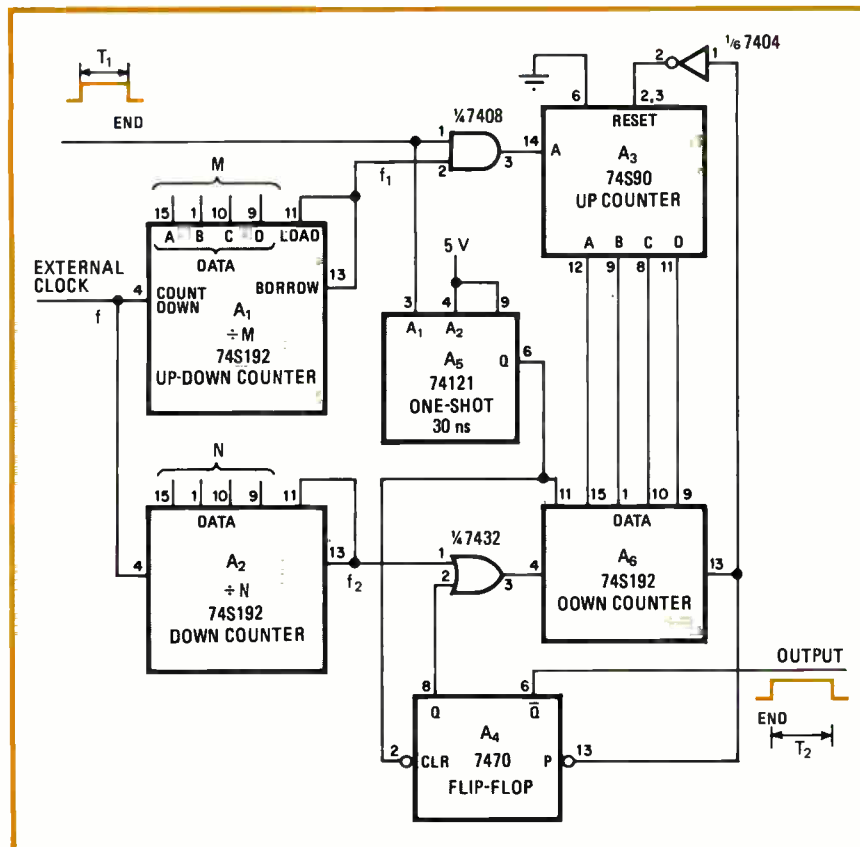 T1
END
M
15 1 10 9 11
A B C D LOAD
DATA
EXTERNAL
CLOCK
f
4
COUNT
DOWN
BORROW
13
A1
÷M
74S192
UP-DOWN COUNTER
f1
1/4 7408
1
2
3
1/6 7404
2
1
6
2,3
RESET
14
A
A3
74S90
UP COUNTER
A B C D
12 9 8 11
5 V
3 4 9
A1 A2
A5
Q
6
74121
ONE-SHOT
30 ns
N
15 1 10 9 11
DATA
4
13
A2
÷N
74S192
DOWN COUNTER
f2
1/4 7432
1
2
3
11 15 1 10 9
DATA
4
A6
13
74S192
DOWN COUNTER
OUTPUT
8
6
Q
Q̅
A4
2
CLR
P
13
7470
FLIP-FLOP
END
T2